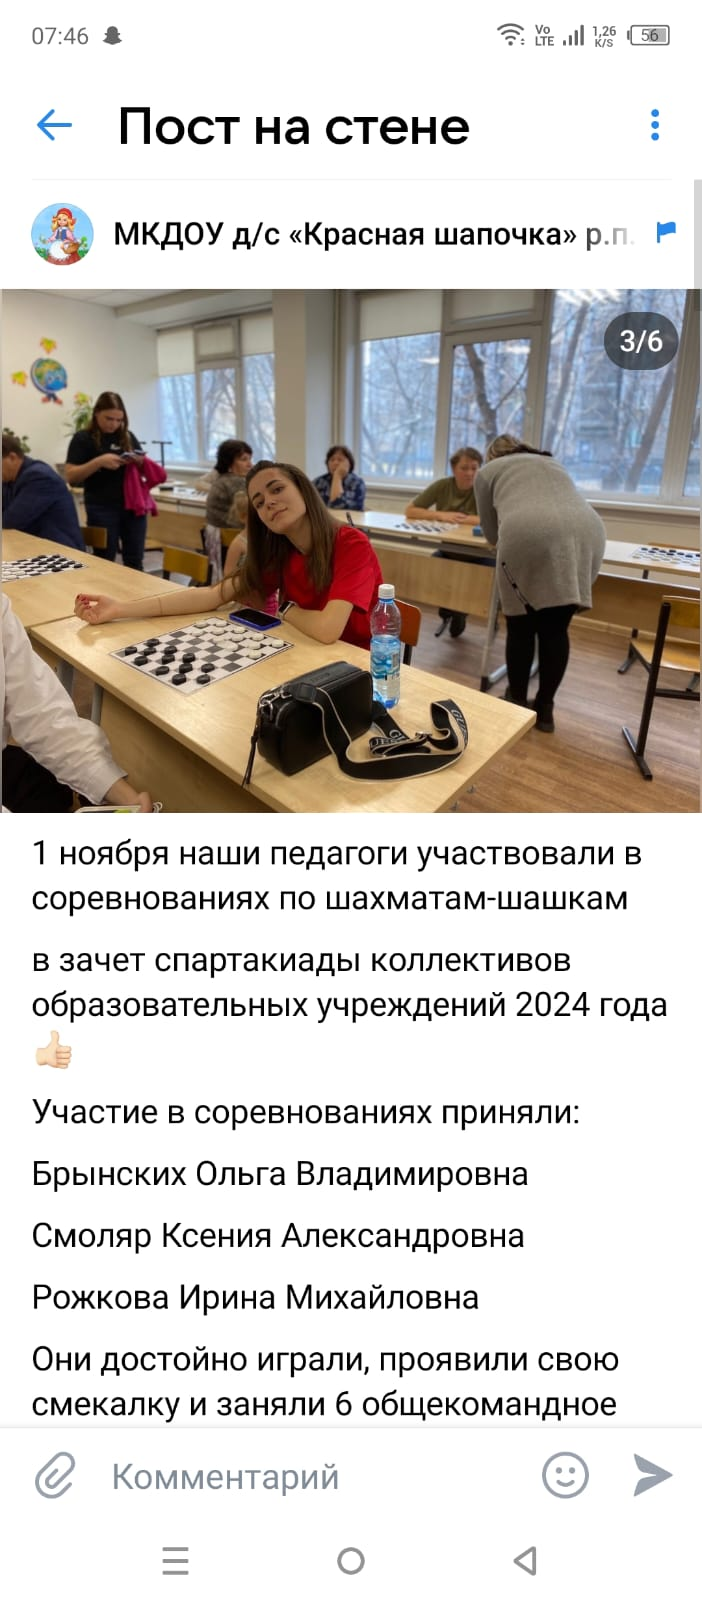 07:46
Vo
LTE
1,26
K/S
56
Пост на стене
МКДОУ д/с «Красная шапочка» р.п.
3/6
1 ноября наши педагоги участвовали в
соревнованиях по шахматам-шашкам
в зачет спартакиады коллективов
образовательных учреждений 2024 года
👍🏻
Участие в соревнованиях приняли:
Брынских Ольга Владимировна
Смоляр Ксения Александровна
Рожкова Ирина Михайловна
Они достойно играли, проявили свою
смекалку и заняли 6 общекомандное
Комментарий